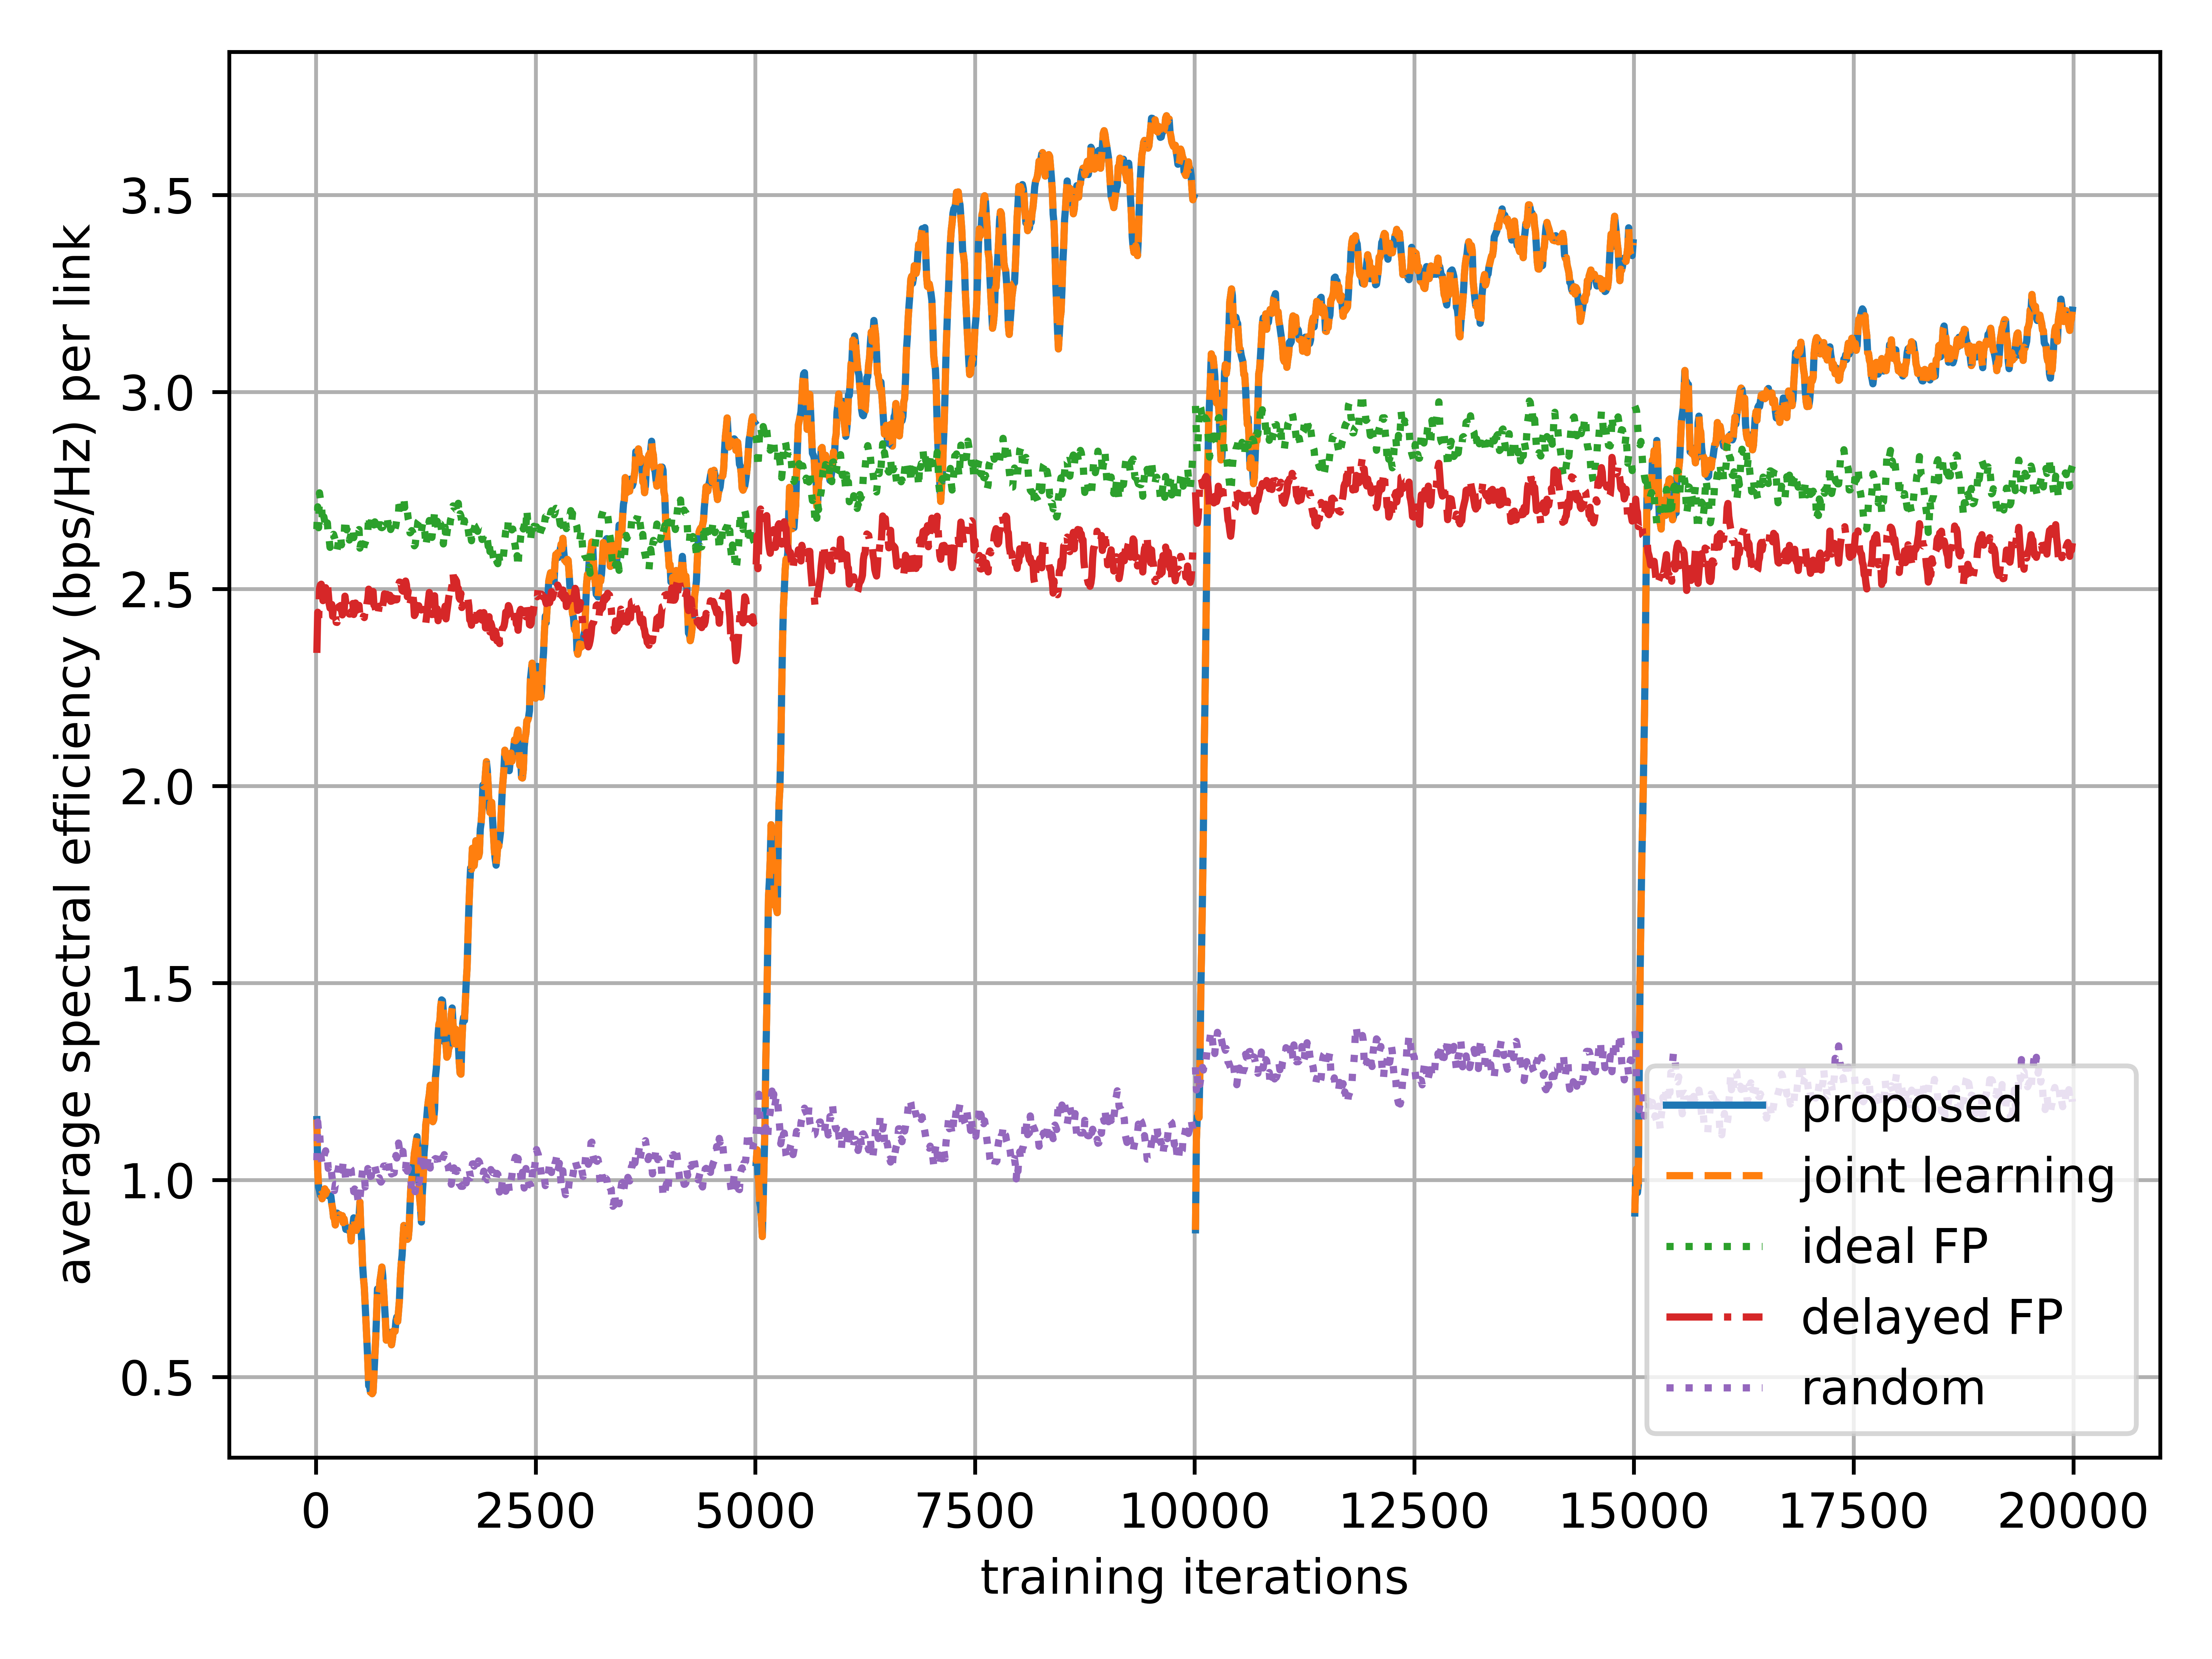 average spectral efficiency (bps/Hz) per link
3.5
3.0
2.5
2.0
1.5
1.0
0.5
proposed
joint learning
ideal FP
delayed FP
random
0 2500 5000 7500 10000 12500 15000 17500 20000
training iterations